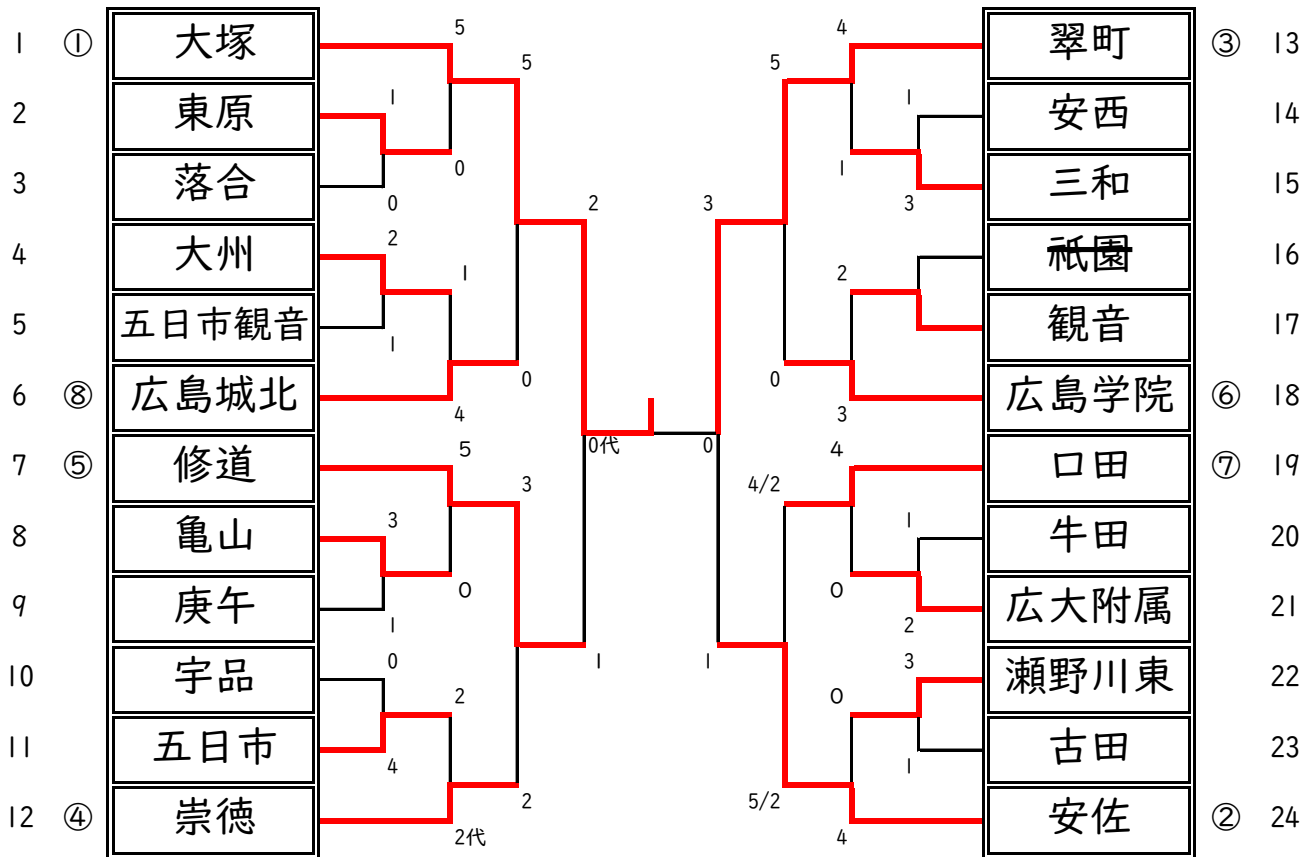 1 ① 大塚
2 東原
3 落合
4 大州
5 五日市観音
6 ⑧ 広島城北
7 ⑤ 修道
8 亀山
9 庚午
10 宇品
11 五日市
12 ④ 崇徳
5
5
1
0
0
2
2
1
1
0
4
0代
5
3
3
0
1
1
0
2
4
2
2代
4
5
1
1
3
3
2
0
3
0
4
4/2
1
0
2
1
3
0
1
5/2
4
翠町 ③ 13
安西 14
三和 15
祇園 16
観音 17
広島学院 ⑥ 18
口田 ⑦ 19
牛田 20
広大附属 21
瀬野川東 22
古田 23
安佐 ② 24